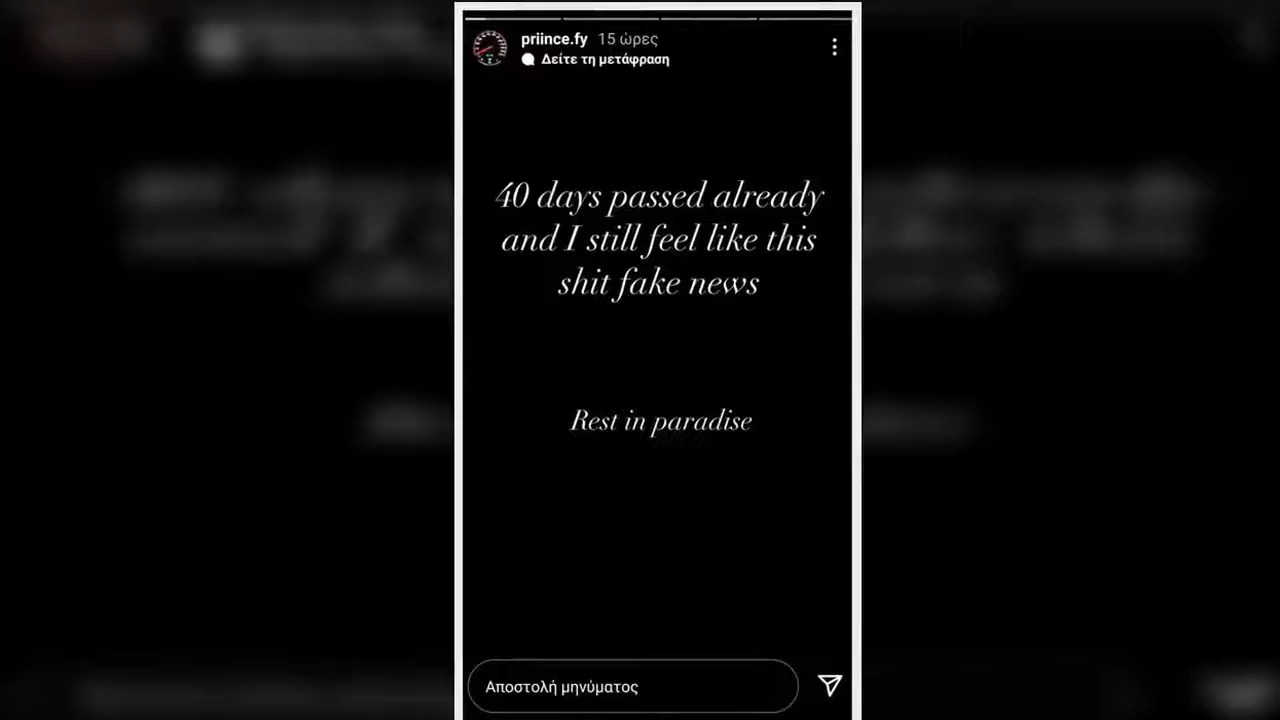 priince.fy 15 ώρες
Δείτε τη μετάφραση
40 days passed already
and I still feel like this
shit fake news
Rest in paradise
Αποστολή μηνύματος